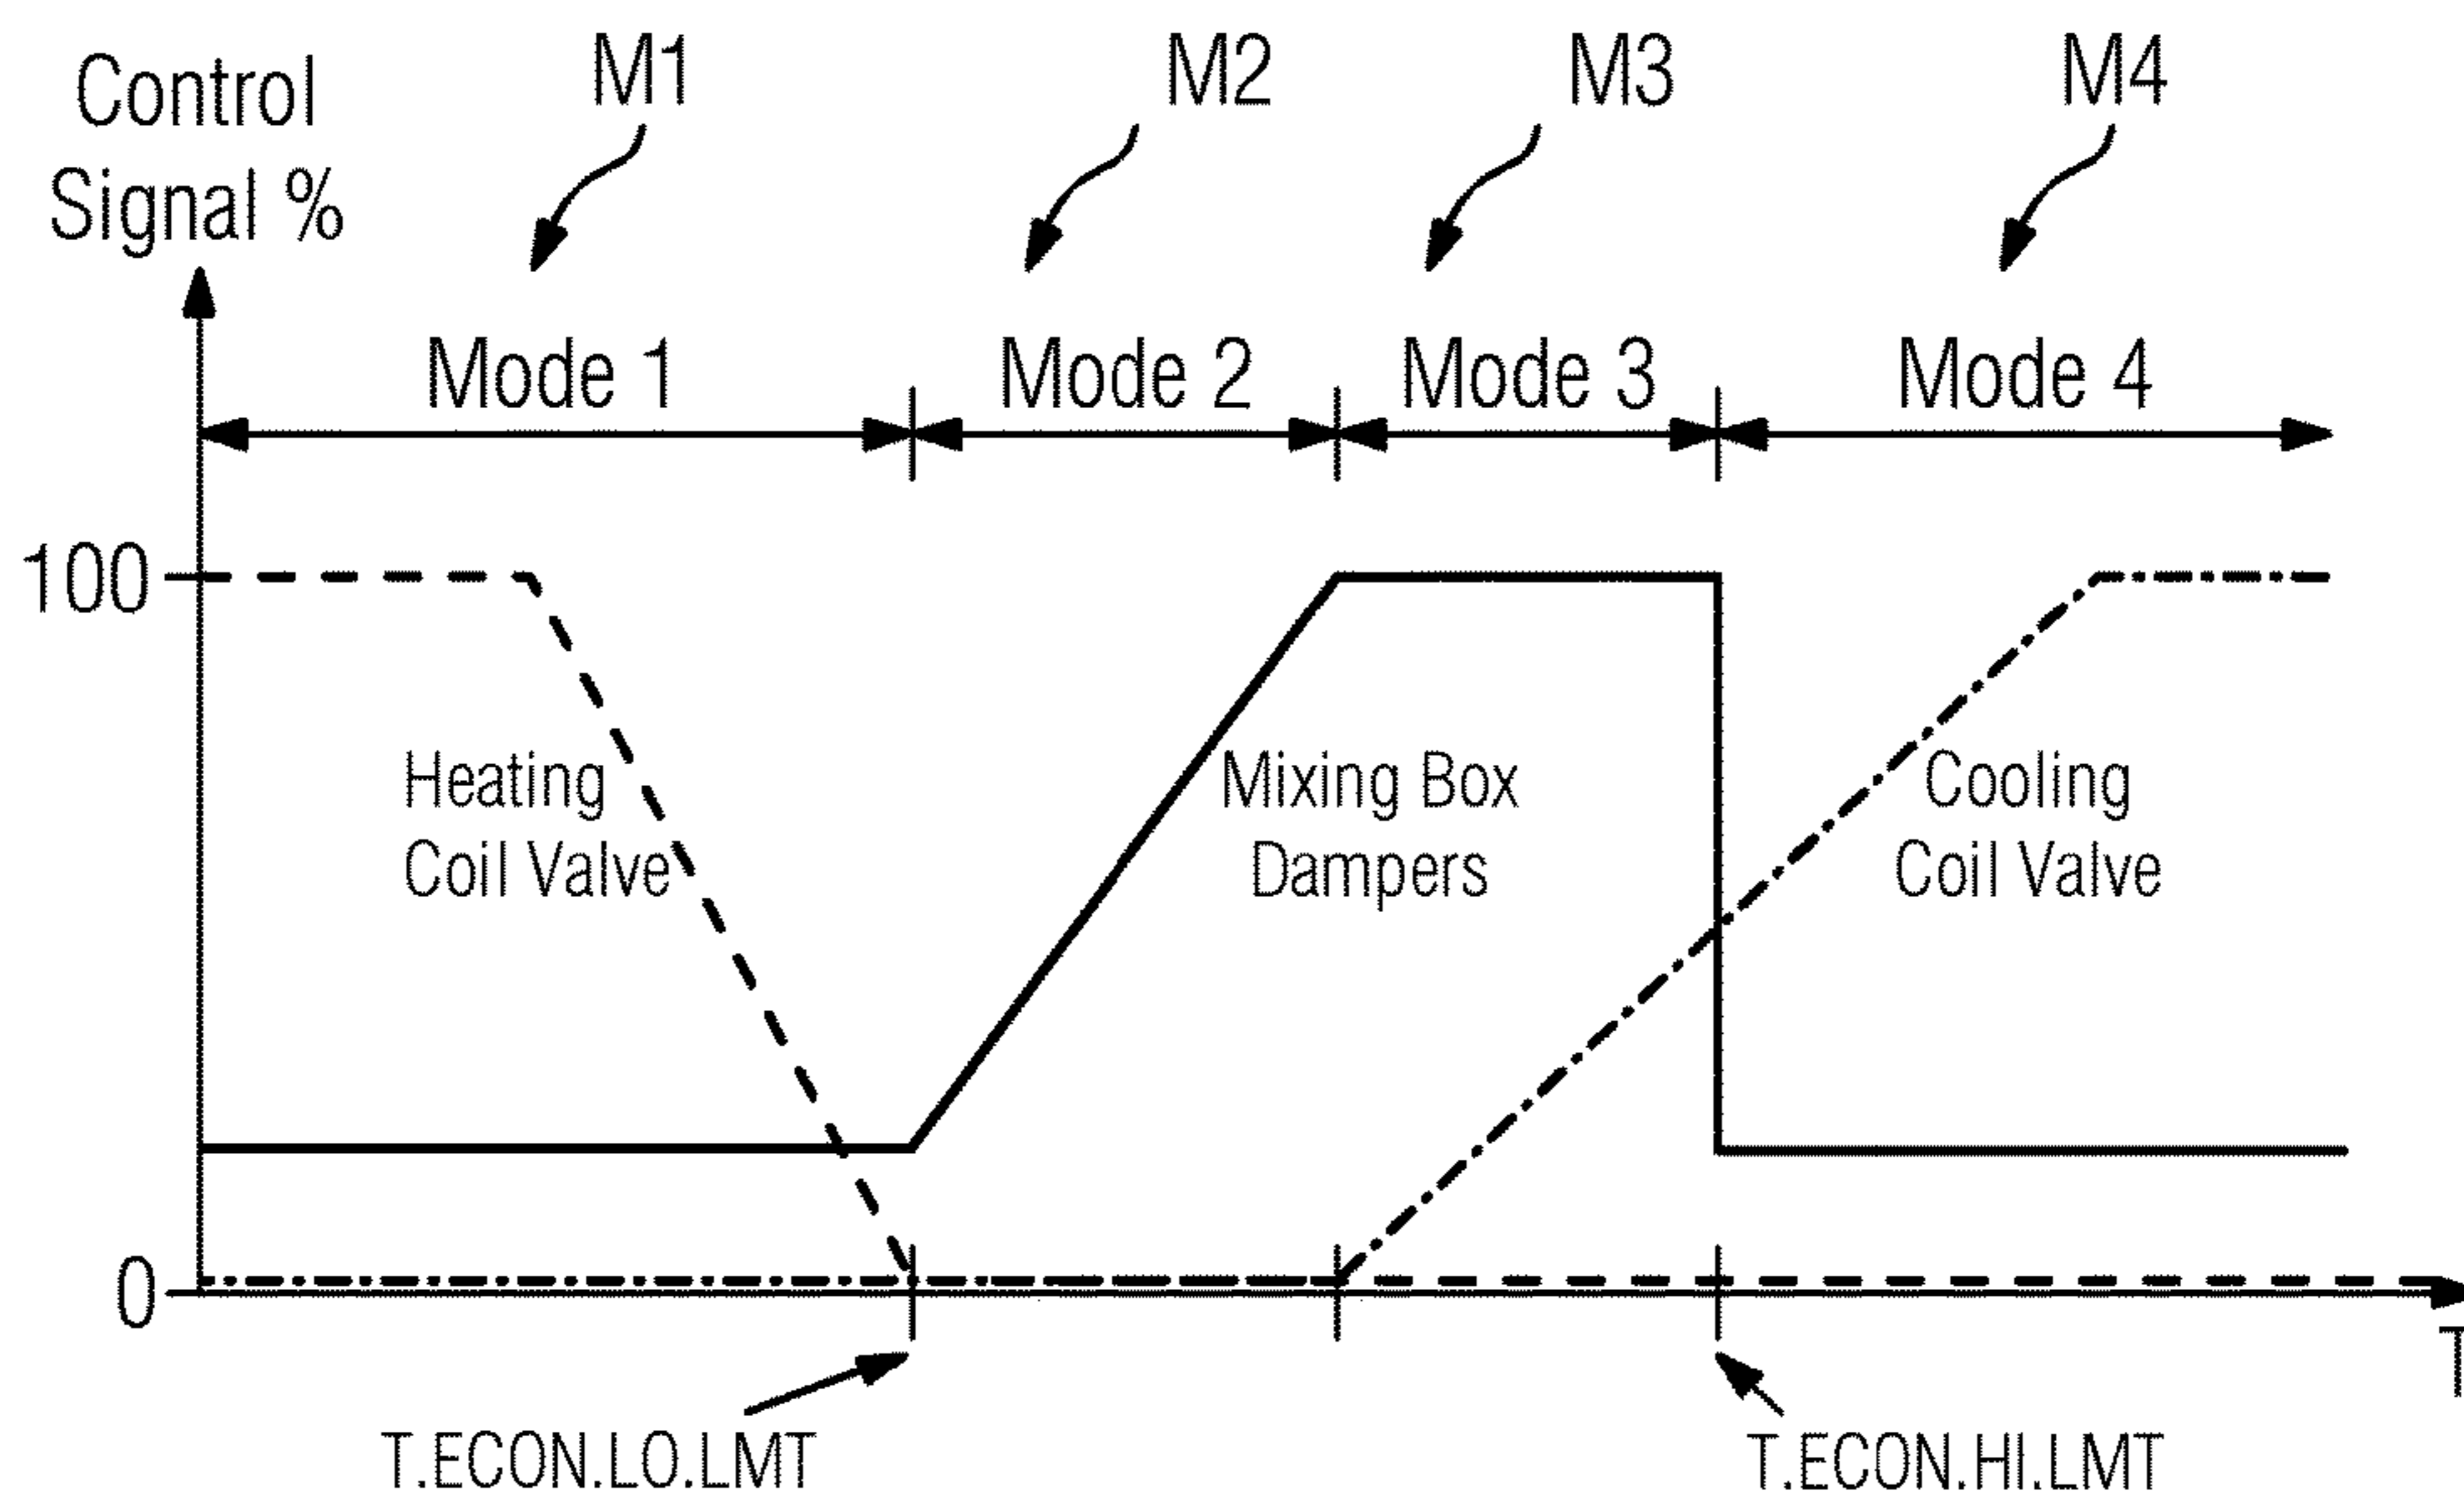 Control
Signal %
M1
M2
M3
M4
Mode 1
Mode 2
Mode 3
Mode 4
100
Heating
Coil Valve
Mixing Box
Dampers
Cooling
Coil Valve
0
T
T.ECON.LO.LMT
T.ECON.HI.LMT